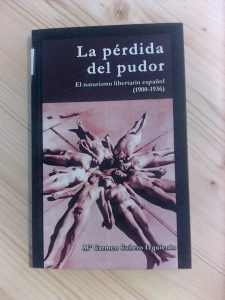 La pérdida
del pudor
El naturismo libertario español
(1900-1936)
Mª Carmen Cubero Izquierdo